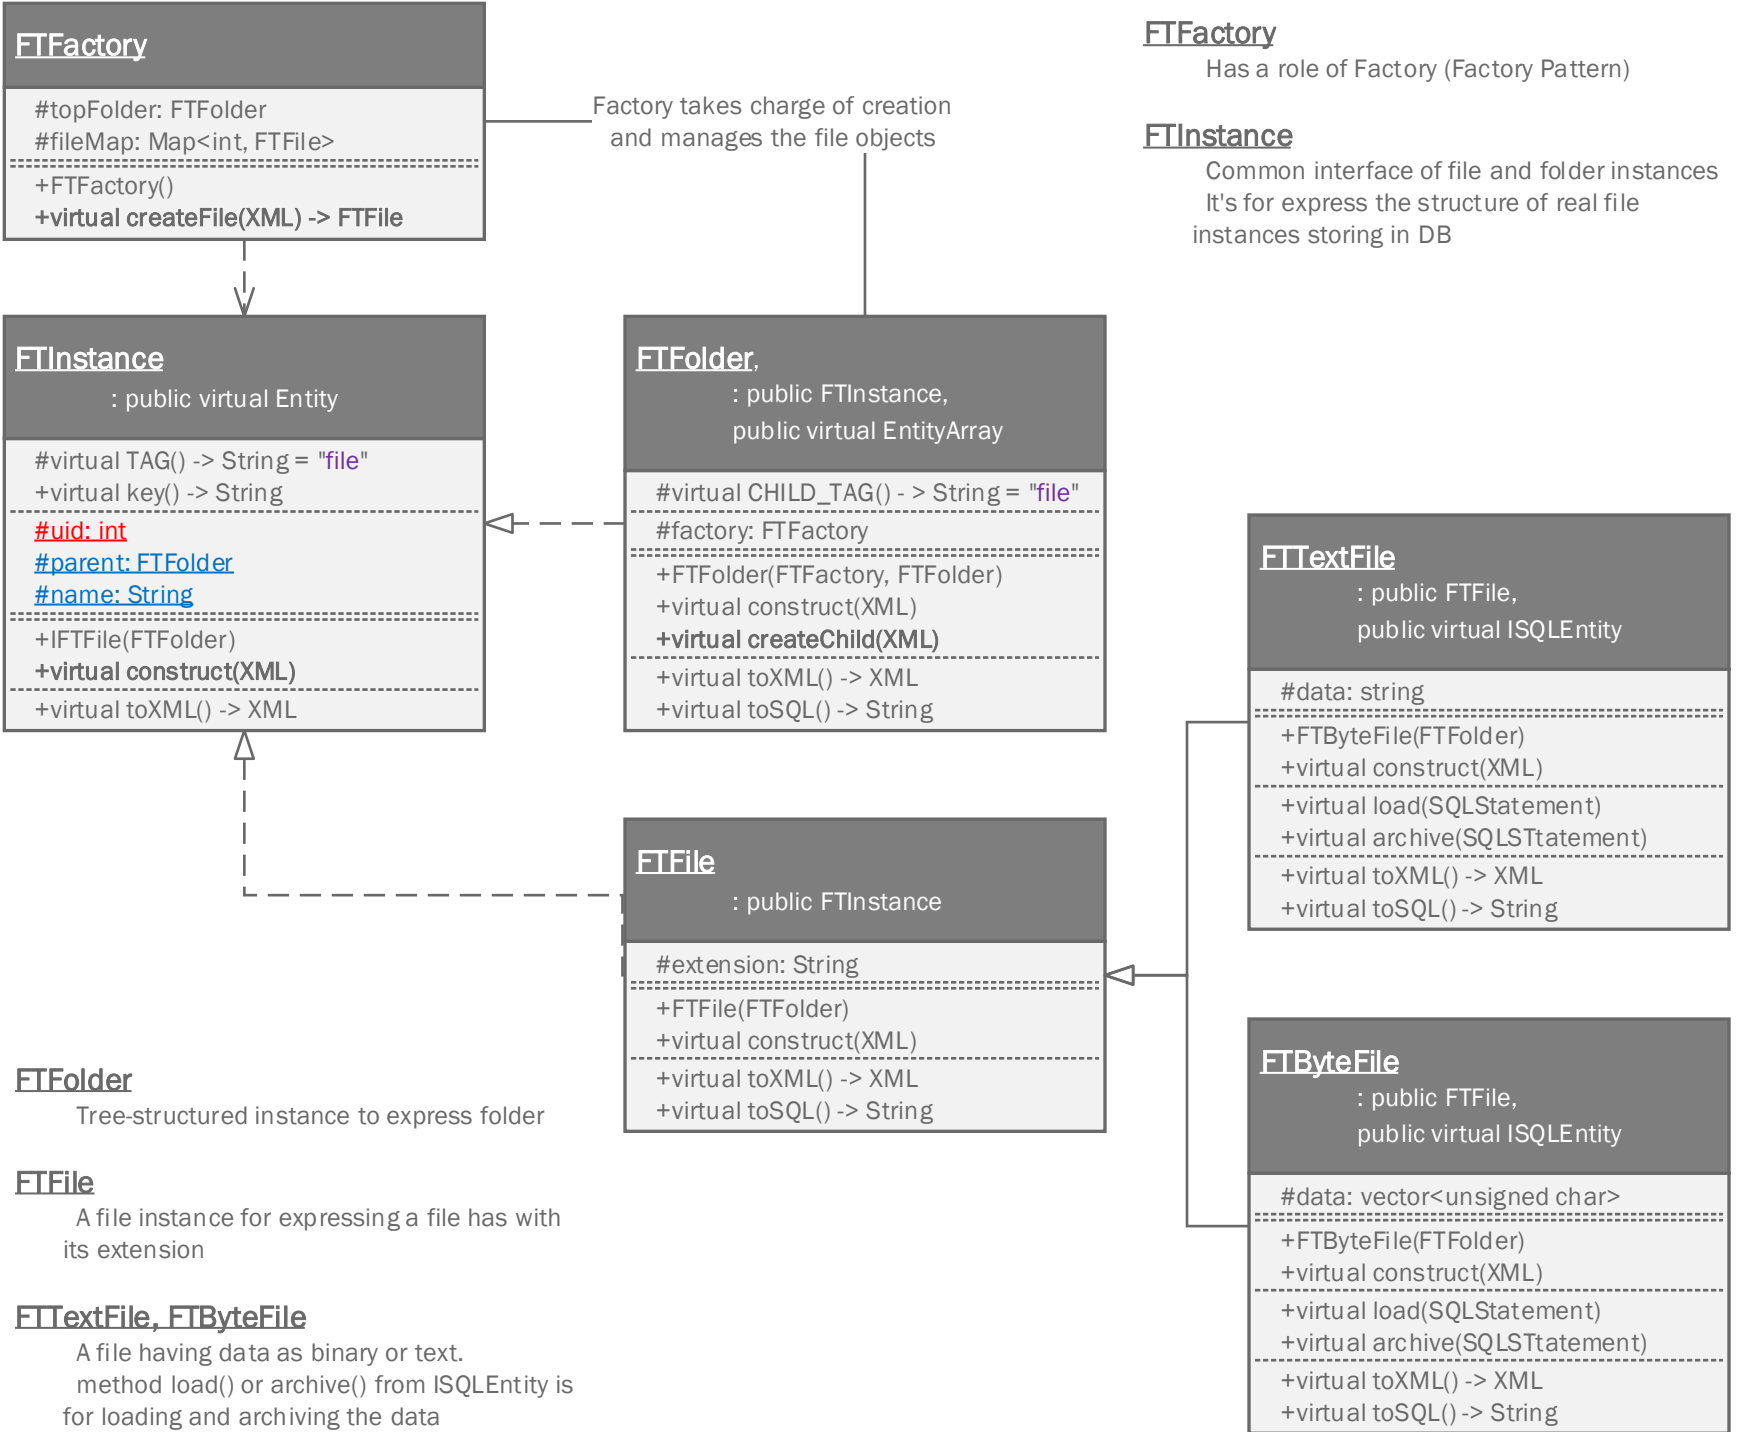 FTFactory
#topFolder: FTFolder
#fileMap: Map<int, FTFile>
+FTFactory()
+virtual createFile(XML) -> FTFile
Factory takes charge of creation
and manages the file objects
FTFactory
Has a role of Factory (Factory Pattern)
FTInstance
Common interface of file and folder instances
It's for express the structure of real file
instances storing in DB
FTInstance
: public virtual Entity
#virtual TAG() -> String = "file"
+virtual key() -> String
#uid: int
#parent: FTFolder
#name: String
+IFTFile(FTFolder)
+virtual construct(XML)
+virtual toXML() -> XML
FTFolder,
: public FTInstance,
public virtual EntityArray
#virtual CHILD_TAG() - > String = "file"
#factory: FTFactory
+FTFolder(FTFactory, FTFolder)
+virtual construct(XML)
+virtual createChild(XML)
+virtual toXML() -> XML
+virtual toSQL() -> String
FTTextFile
: public FTFile,
public virtual ISQLEntity
#data: string
+FTByteFile(FTFolder)
+virtual construct(XML)
+virtual load(SQLStatement)
+virtual archive(SQLSTtatement)
+virtual toXML() -> XML
+virtual toSQL() -> String
FTFile
: public FTInstance
#extension: String
+FTFile(FTFolder)
+virtual construct(XML)
+virtual toXML() -> XML
+virtual toSQL() -> String
FTByteFile
: public FTFile,
public virtual ISQLEntity
#data: vector<unsigned char>
+FTByteFile(FTFolder)
+virtual construct(XML)
+virtual load(SQLStatement)
+virtual archive(SQLSTtatement)
+virtual toXML() -> XML
+virtual toSQL() -> String
FTFolder
Tree-structured instance to express folder
FTFile
A file instance for expressing a file has with
its extension
FTTextFile, FTByteFile
A file having data as binary or text.
method load() or archive() from ISQLEntity is
for loading and archiving the data